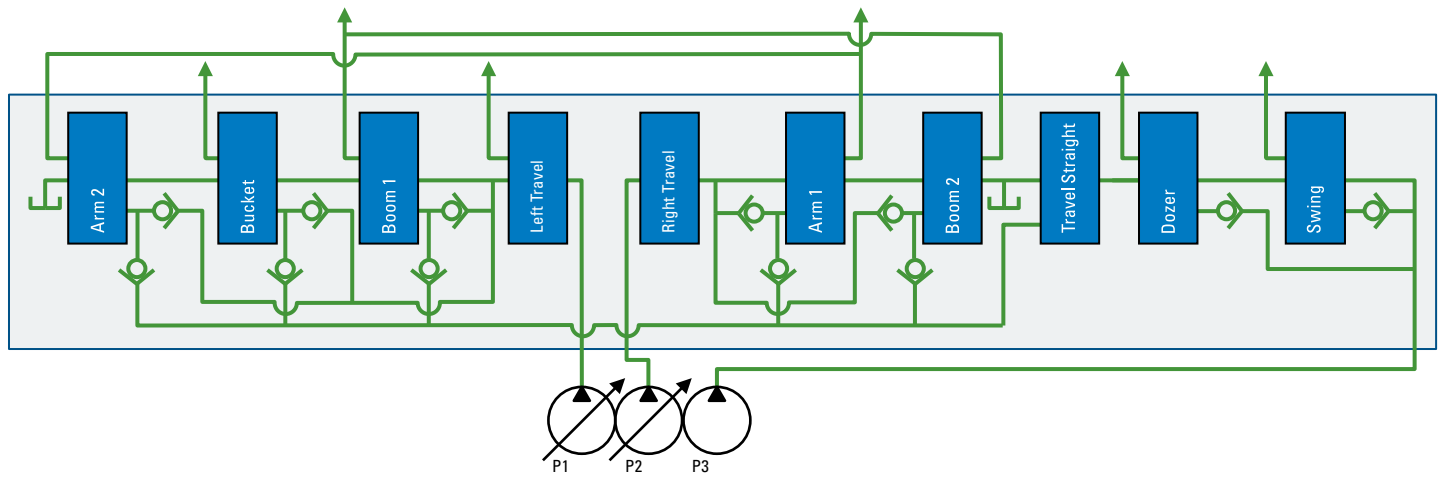 Arm 2
Bucket
Boom 1
Left Travel
Right Travel
Arm 1
Boom 2
Travel Straight
Dozer
Swing
P1
P2
P3